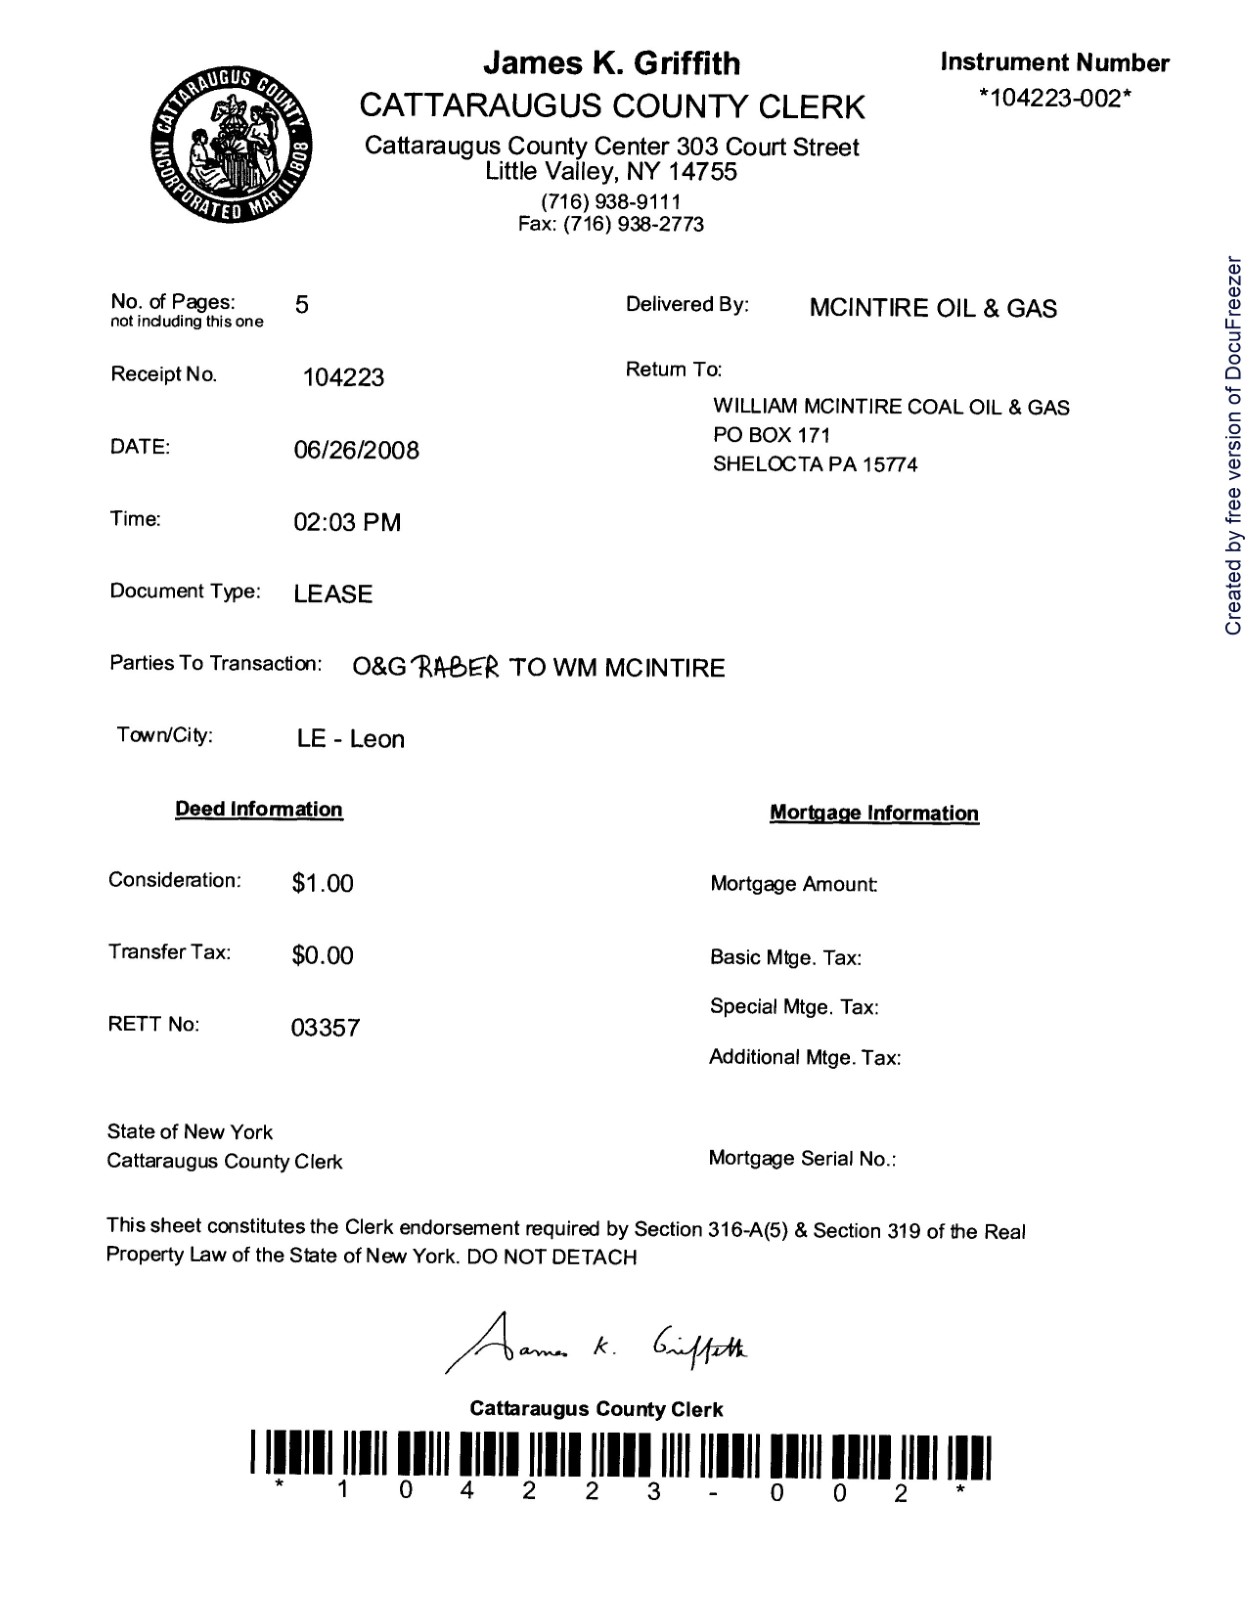 James K. Griffith
CATTARAUGUS COUNTY CLERK
Cattaraugus County Center 303 Court Street
Little Valley, NY 14755
(716) 938-9111
Fax: (716) 938-2773
Instrument Number
*104223-002*
CATTARAUGUS COUNTY.
INCORPORATED MAR 11.1808
No. of Pages: 5
not including this one
Delivered By: MCINTIRE OIL & GAS
Receipt No. 104223
Return To:
WILLIAM MCINTIRE COAL OIL & GAS
PO BOX 171
SHELOCTA PA 15774
DATE: 06/26/2008
Time: 02:03 PM
Document Type: LEASE
Parties To Transaction: O&G RABER TO WM MCINTIRE
Town/City: LE - Leon
Deed Information
Mortgage Information
Consideration: $1.00
Mortgage Amount:
Transfer Tax: $0.00
Basic Mtge. Tax:
Special Mtge. Tax:
RETT No: 03357
Additional Mtge. Tax:
State of New York
Cattaraugus County Clerk
Mortgage Serial No.:
This sheet constitutes the Clerk endorsement required by Section 316-A(5) & Section 319 of the Real
Property Law of the State of New York. DO NOT DETACH
James K. Griffith
Cattaraugus County Clerk
* 1 0 4 2 2 3 - 0 0 2 *
Created by free version of DocuFreezer